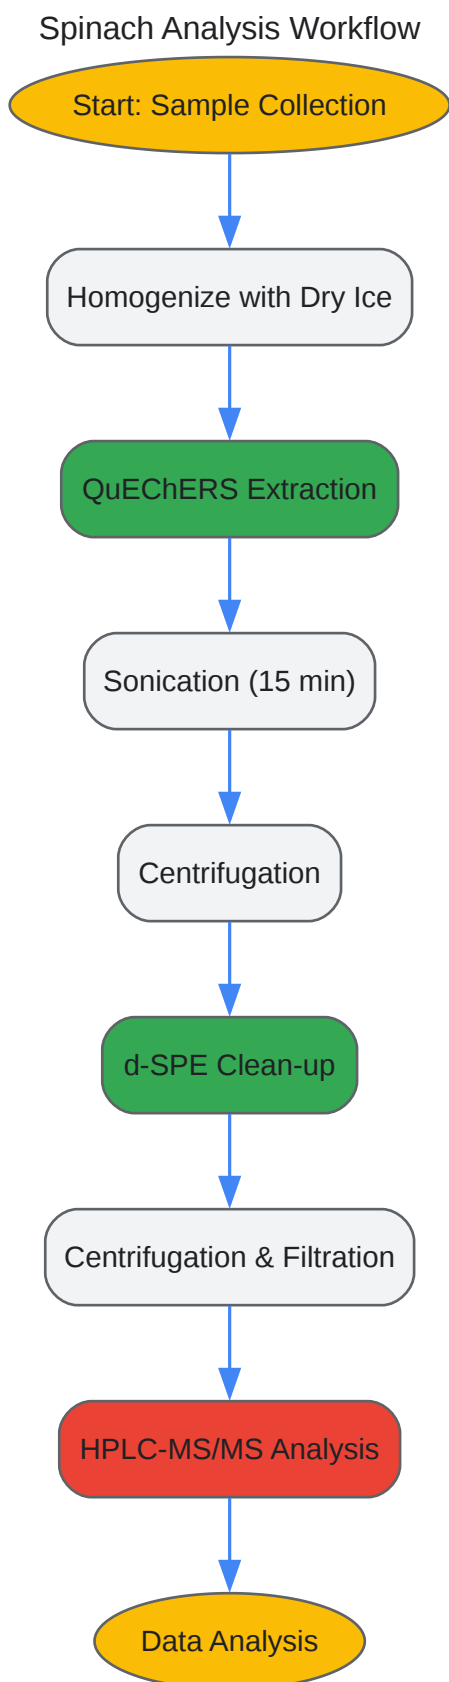 Spinach Analysis Workflow
Start: Sample Collection
Homogenize with Dry Ice
QuEChERS Extraction
Sonication (15 min)
Centrifugation
d-SPE Clean-up
Centrifugation & Filtration
HPLC-MS/MS Analysis
Data Analysis